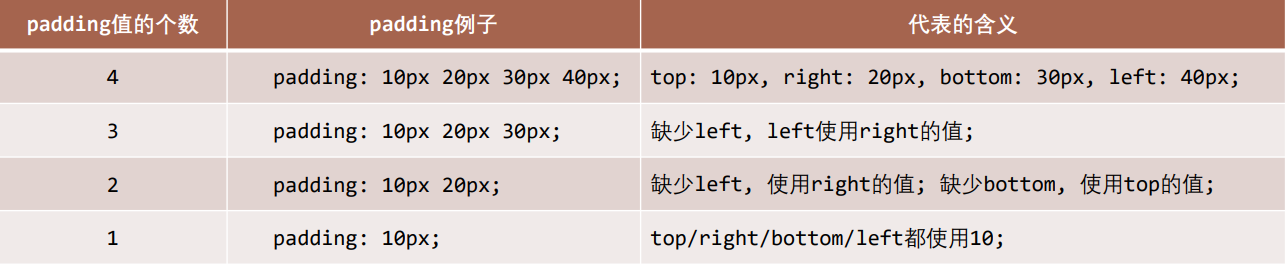 padding值的个数 padding例子 代表的含义
4 padding: 10px 20px 30px 40px; top: 10px, right: 20px, bottom: 30px, left: 40px;
3 padding: 10px 20px 30px; 缺少left, left使用right的值;
2 padding: 10px 20px; 缺少left, 使用right的值; 缺少bottom, 使用top的值;
1 padding: 10px; top/right/bottom/left都使用10;